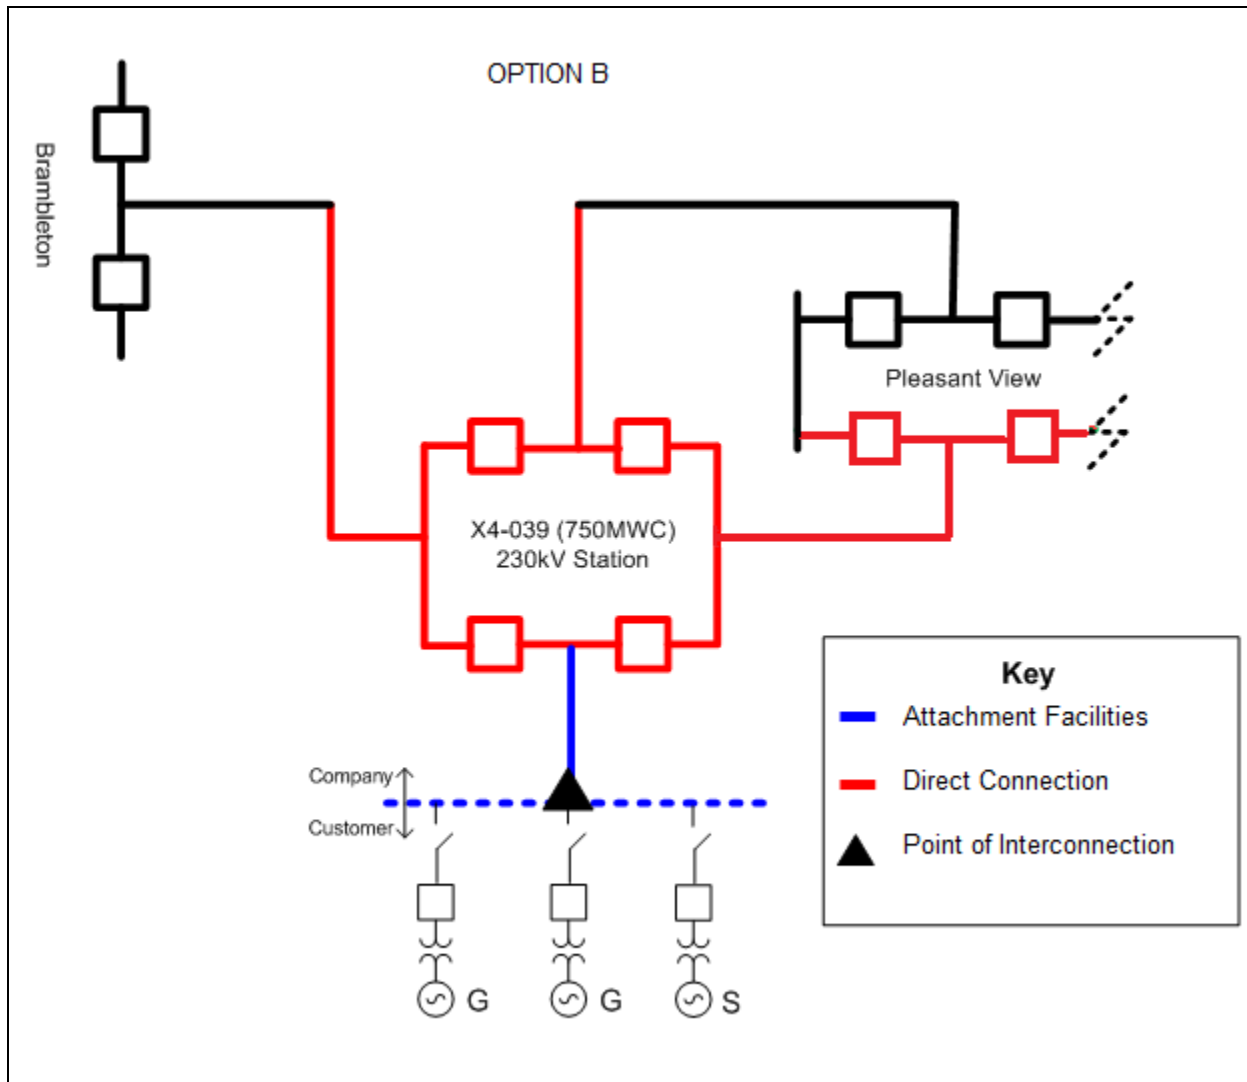 OPTION B
Brambleton
Pleasant View
X4-039 (750MWC)
230kV Station
Key
Attachment Facilities
Direct Connection
Point of Interconnection
Company
Customer
G
G
S